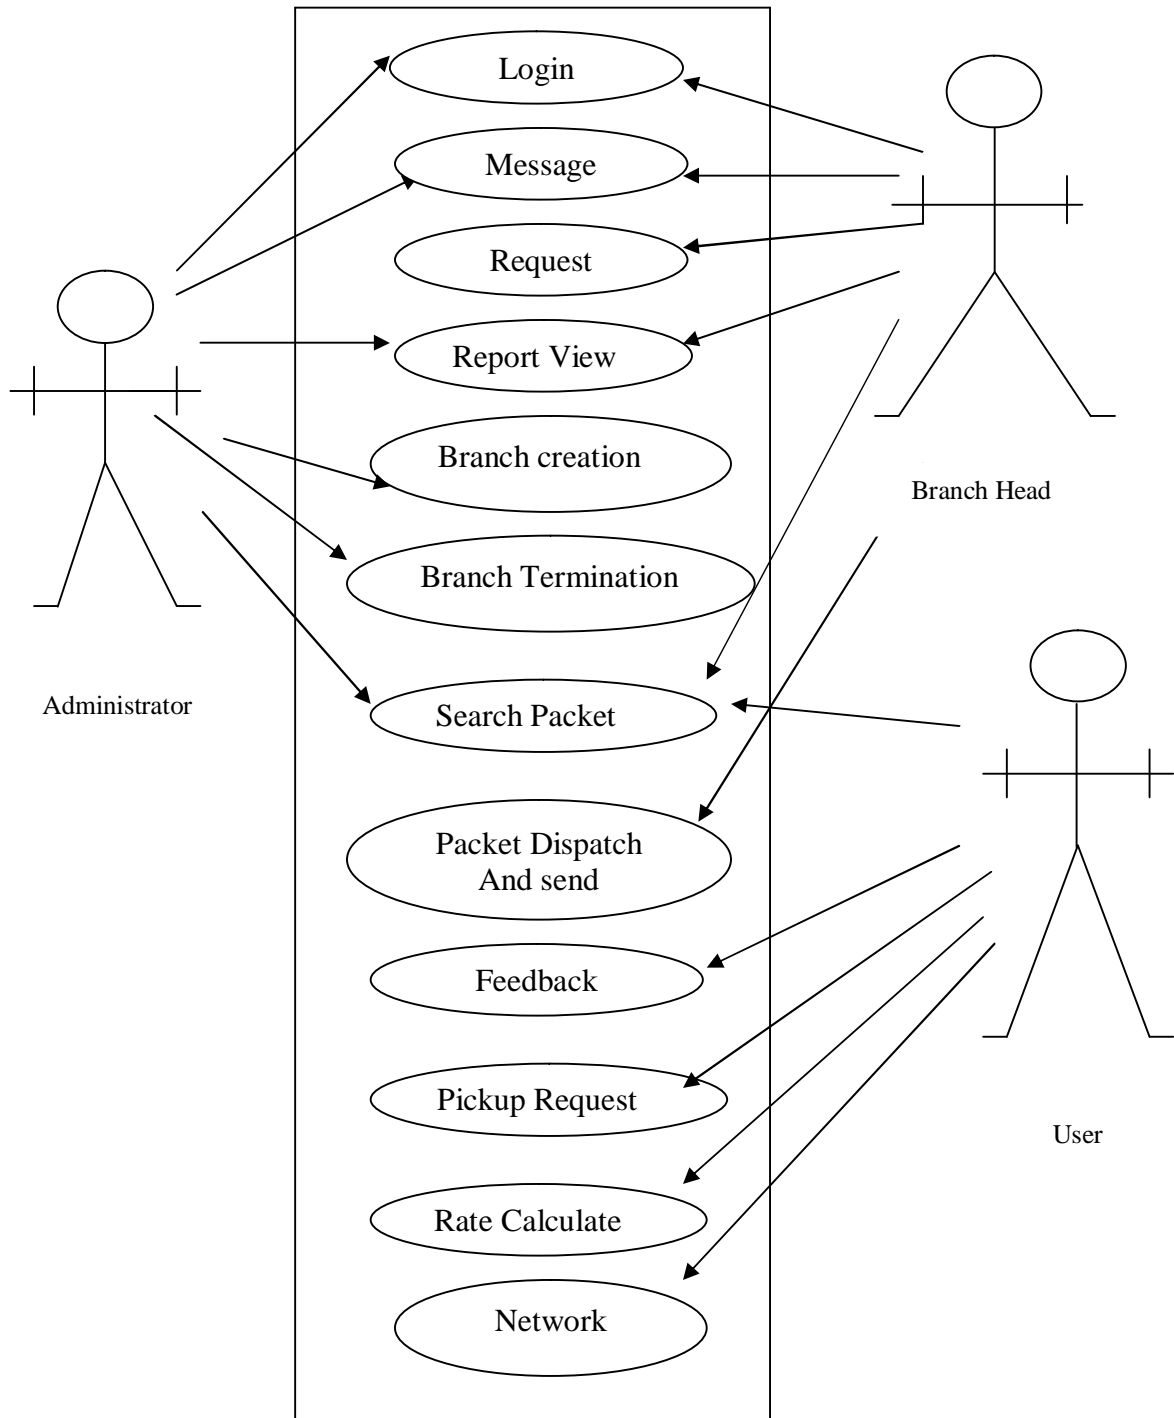 Login
Message
Request
Report View
Branch creation
Branch Head
Branch Termination
Administrator
Search Packet
Packet Dispatch
And send
Feedback
Pickup Request
User
Rate Calculate
Network